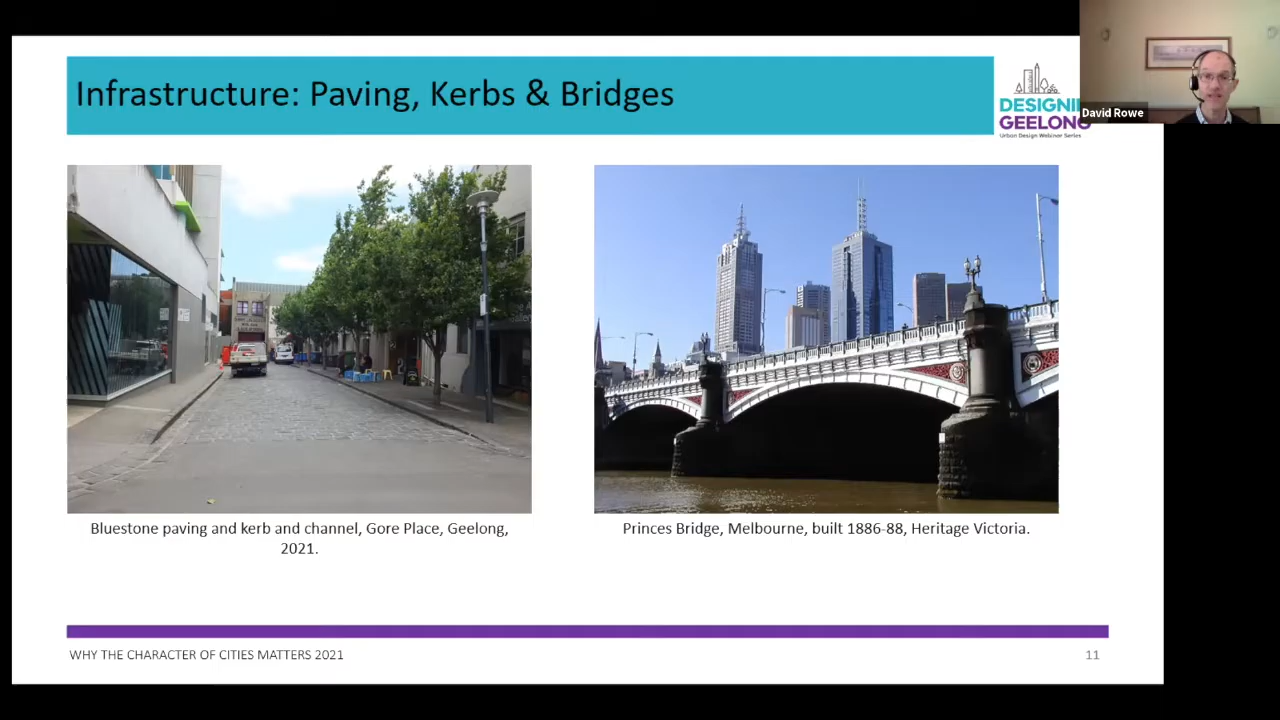 Infrastructure: Paving, Kerbs & Bridges
DESIGNI
GEELONG
Urban Design Webinar Series
David Rowe
Bluestone paving and kerb and channel, Gore Place, Geelong,
2021.
Princes Bridge, Melbourne, built 1886-88, Heritage Victoria.
WHY THE CHARACTER OF CITIES MATTERS 2021
11